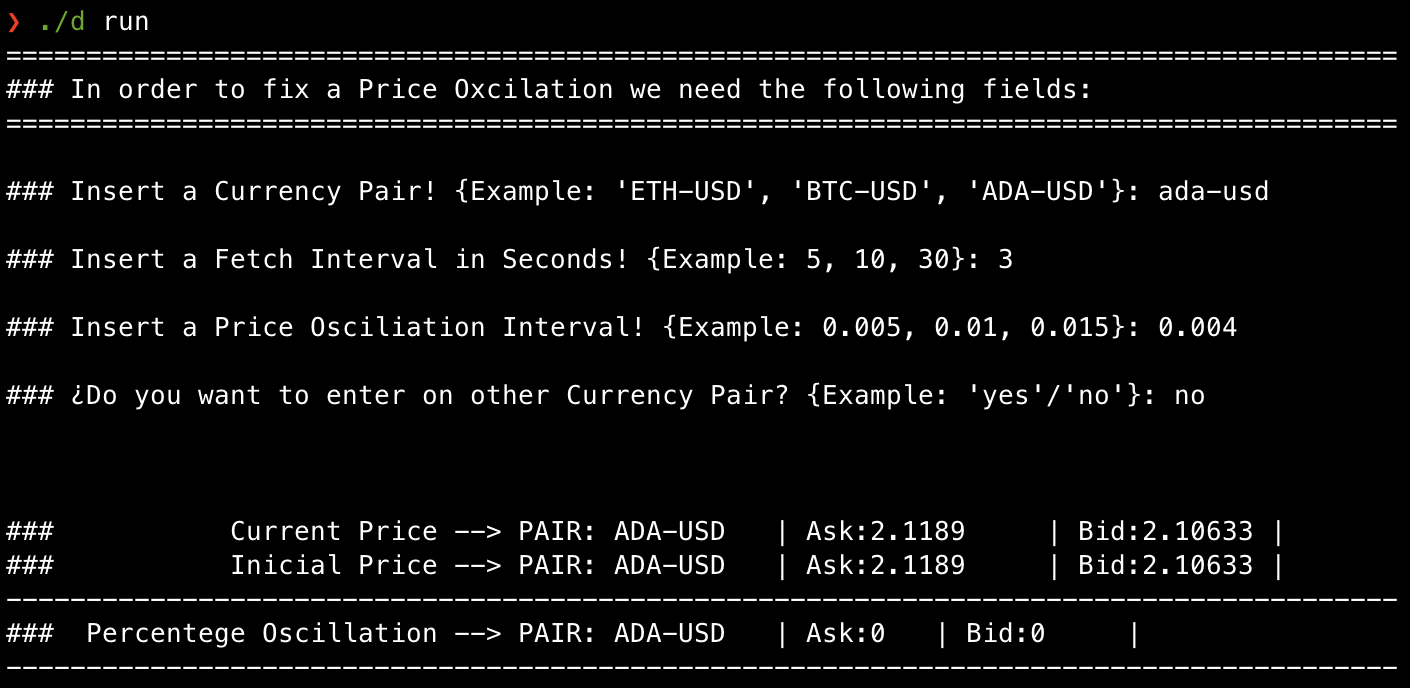 ❯ ./d run
=======================================================================================
### In order to fix a Price Oxcilation we need the following fields:
=======================================================================================
### Insert a Currency Pair! {Example: 'ETH-USD', 'BTC-USD', 'ADA-USD'}: ada-usd
### Insert a Fetch Interval in Seconds! {Example: 5, 10, 30}: 3
### Insert a Price Osciliation Interval! {Example: 0.005, 0.01, 0.015}: 0.004
### ¿Do you want to enter on other Currency Pair? {Example: 'yes'/'no'}: no
###           Current Price --> PAIR: ADA-USD   | Ask:2.1189     | Bid:2.10633 |
###           Inicial Price --> PAIR: ADA-USD   | Ask:2.1189     | Bid:2.10633 |
---------------------------------------------------------------------------------------
###  Percentege Oscillation --> PAIR: ADA-USD   | Ask:0   | Bid:0     |
---------------------------------------------------------------------------------------